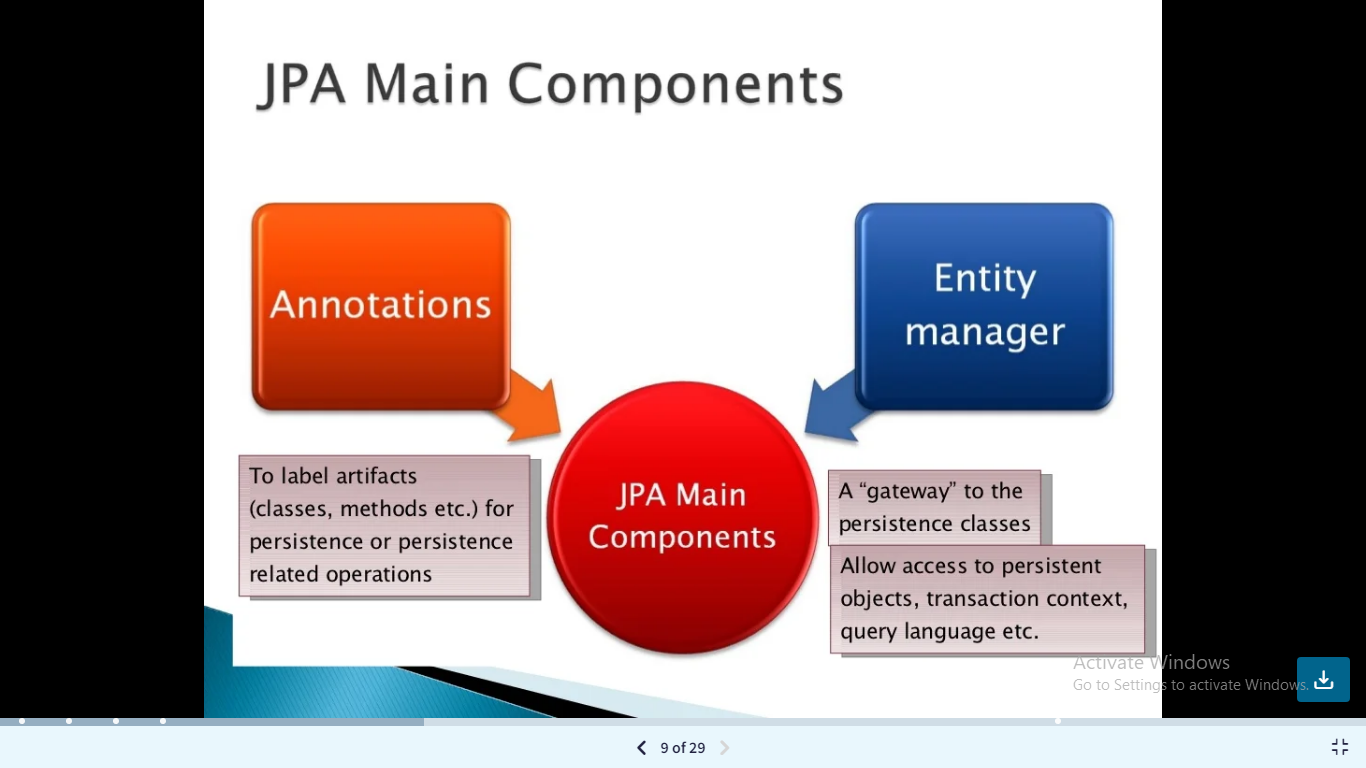 JPA Main Components
Annotations
Entity
manager
JPA Main
Components
To label artifacts
(classes, methods etc.) for
persistence or persistence
related operations
A “gateway” to the
persistence classes
Allow access to persistent
objects, transaction context,
query language etc.
Activate Windows
Go to Settings to activate Windows.
9 of 29